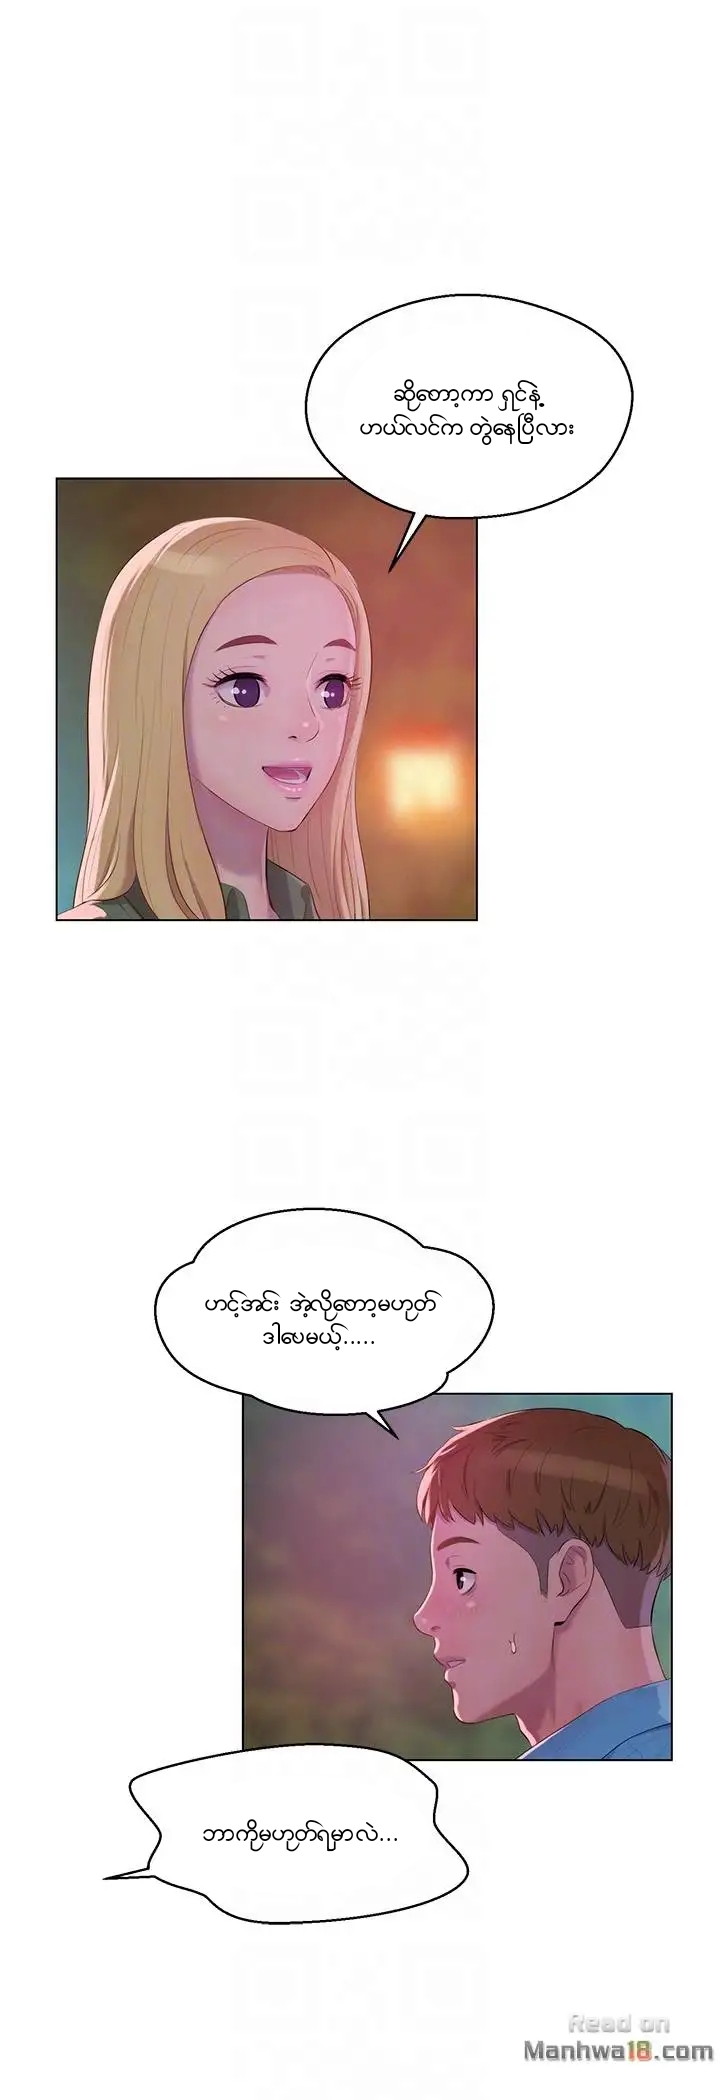 ဆိုတော့ကာ ရှင်နဲ့
ဟယ်လင်က တွဲနေပြီလား
ဟင့်အင်း အဲ့လိုတော့မဟုတ်
ဒါပေမယ့်.....
ဘာကိုမဟုတ်ရမှာလဲ...
Read on
Manhwa18.com